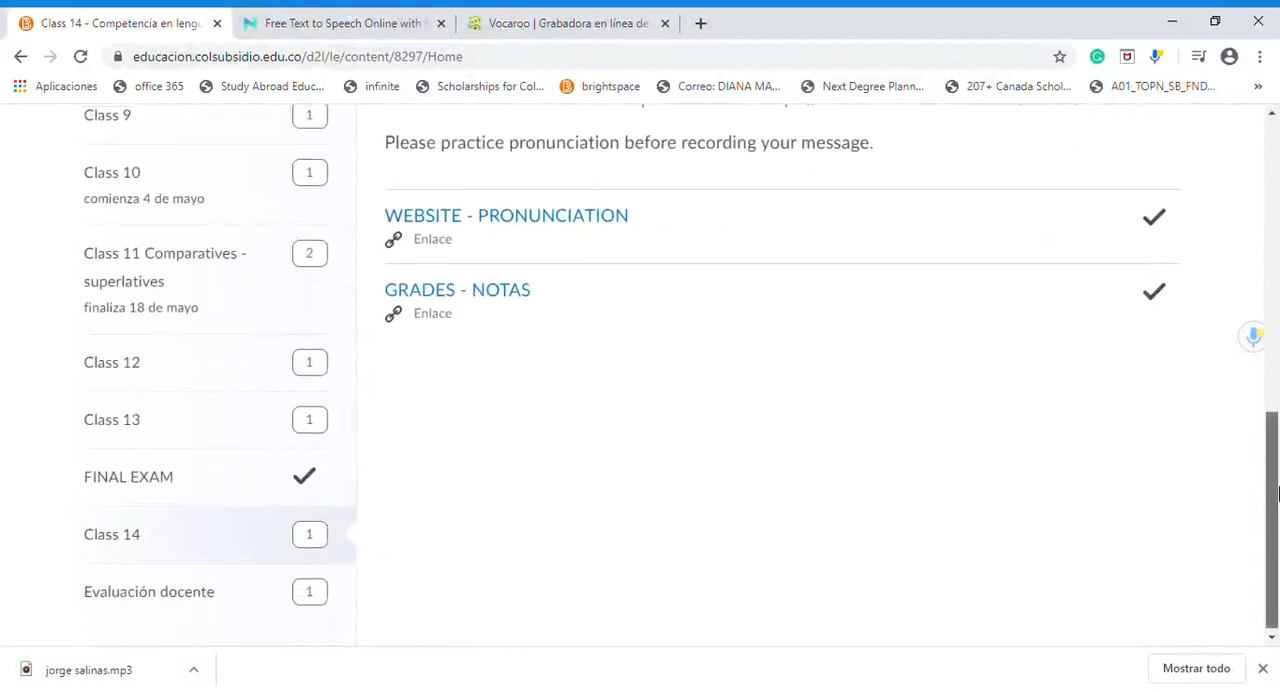 Class 14 - Competencia en lengu
Free Text to Speech Online with
Vocaroo | Grabadora en línea de
educacion.colsubsidio.edu.co/d2l/le/content/8297/Home
Aplicaciones
office 365
Study Abroad Educ...
infinite
Scholarships for Col...
brightspace
Correo: DIANA MA...
Next Degree Plann...
207+ Canada Schol...
A01_TOPN_SB_FND...
»
Class 9
1
Class 10
1
comienza 4 de mayo
Class 11 Comparatives -
superlatives
2
finaliza 18 de mayo
Class 12
1
Class 13
1
FINAL EXAM
Class 14
1
Evaluación docente
1
Please practice pronunciation before recording your message.
WEBSITE - PRONUNCIATION
Enlace
GRADES - NOTAS
Enlace
jorge salinas.mp3
Mostrar todo